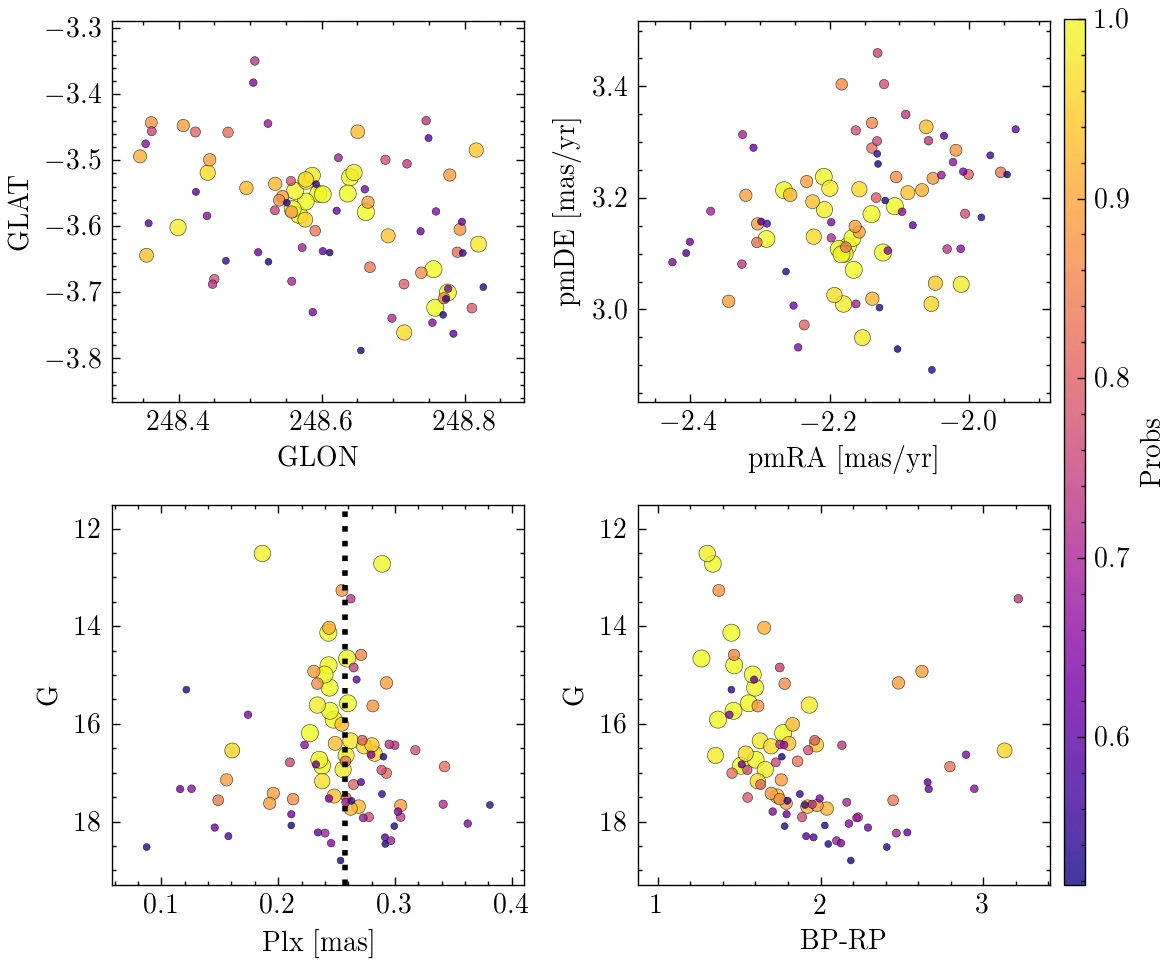 −3.3
−3.4
−3.5
−3.6
−3.7
−3.8
GLAT
248.4 248.6 248.8
GLON
3.4
3.2
3.0
pmDE [mas/yr]
−2.4 −2.2 −2.0
pmRA [mas/yr]
1.0
0.9
0.8
0.7
0.6
Probs
12
14
16
18
G
0.1 0.2 0.3 0.4
Plx [mas]
12
14
16
18
G
1 2 3
BP-RP